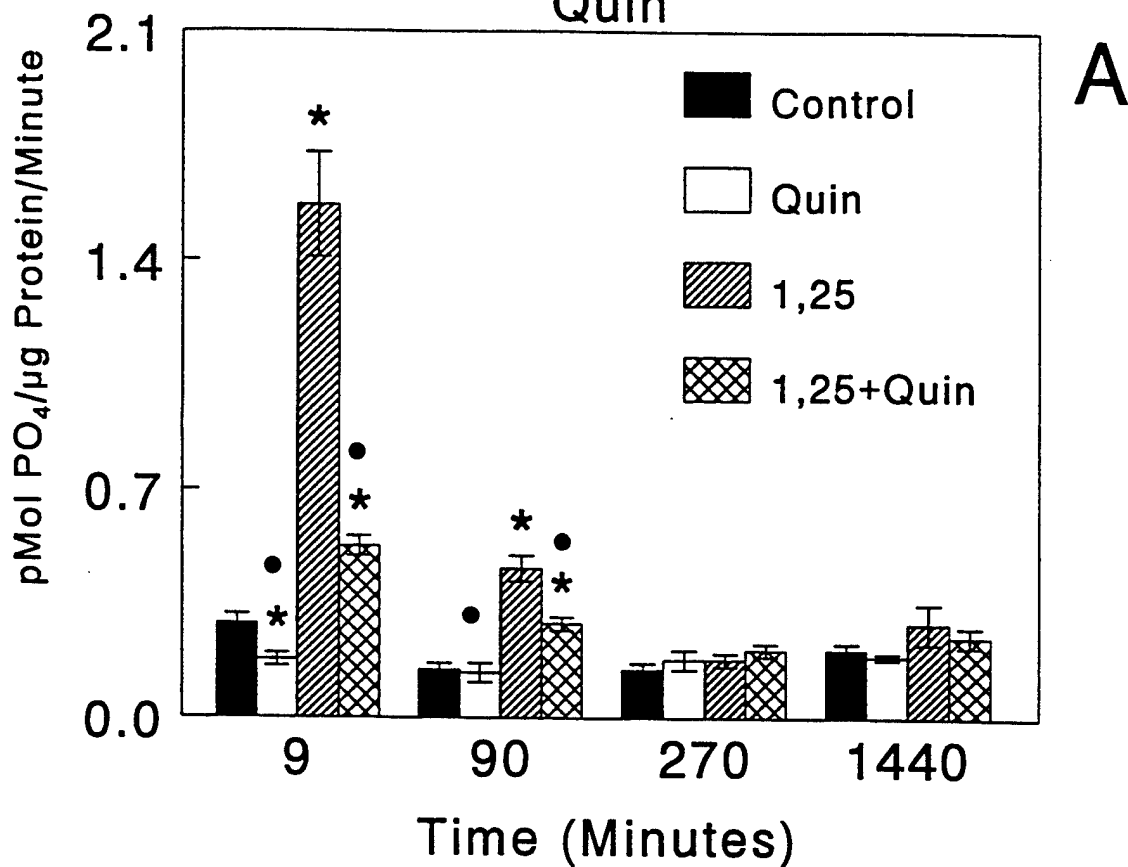 Quin
A
2.1
1.4
0.7
0.0
pMol PO₄/µg Protein/Minute
Control
Quin
1,25
1,25+Quin
*
●
*
●
*
●
*
●
*
9 90 270 1440
Time (Minutes)